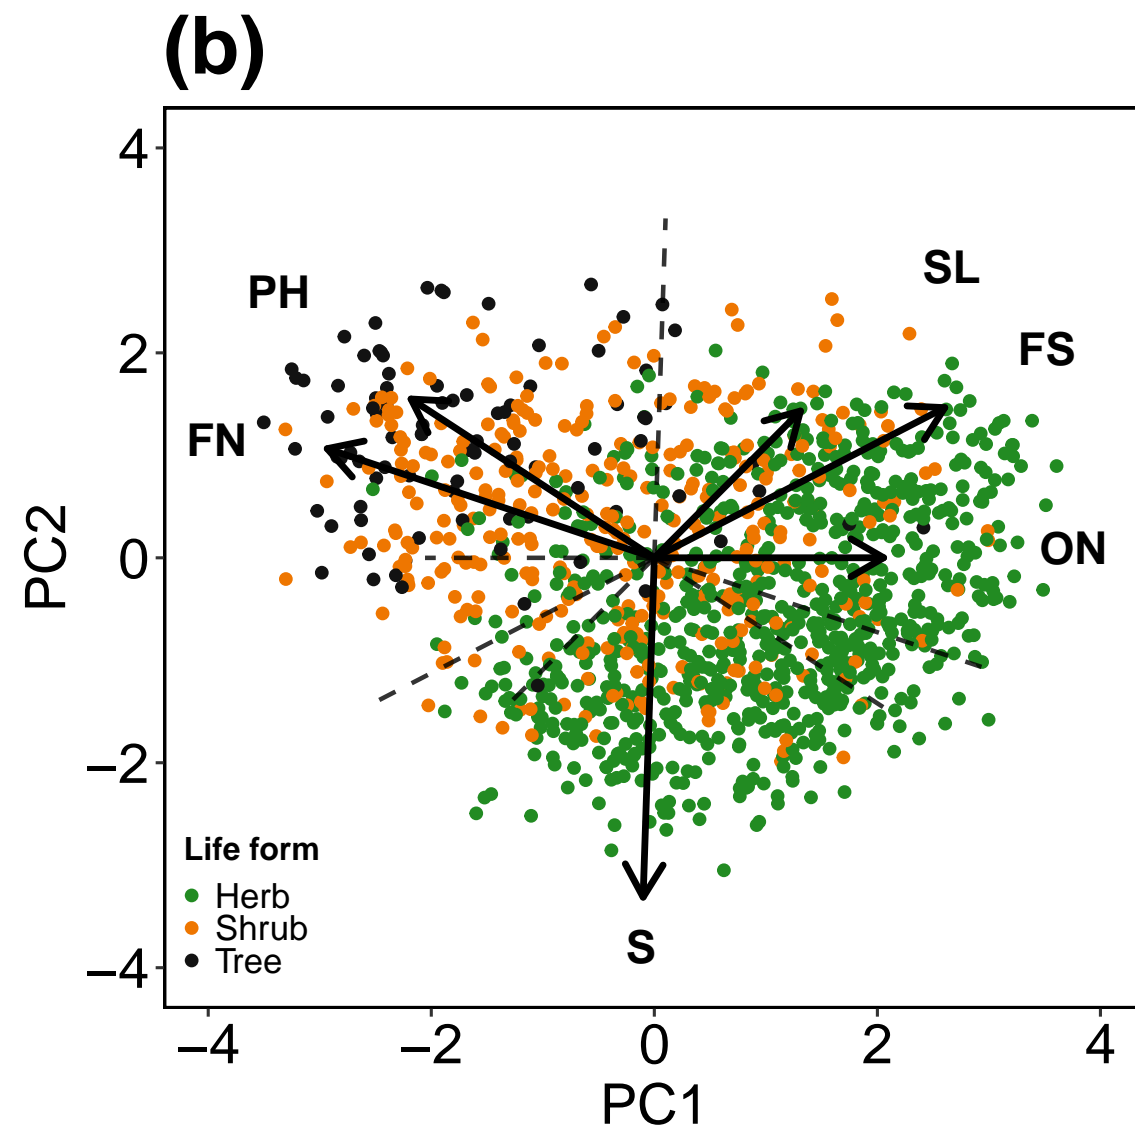 (b)
4
2
0
−2
−4
PC2
PH
SL
FS
FN
ON
S
Life form
Herb
Shrub
Tree
−4 −2 0 2 4
PC1